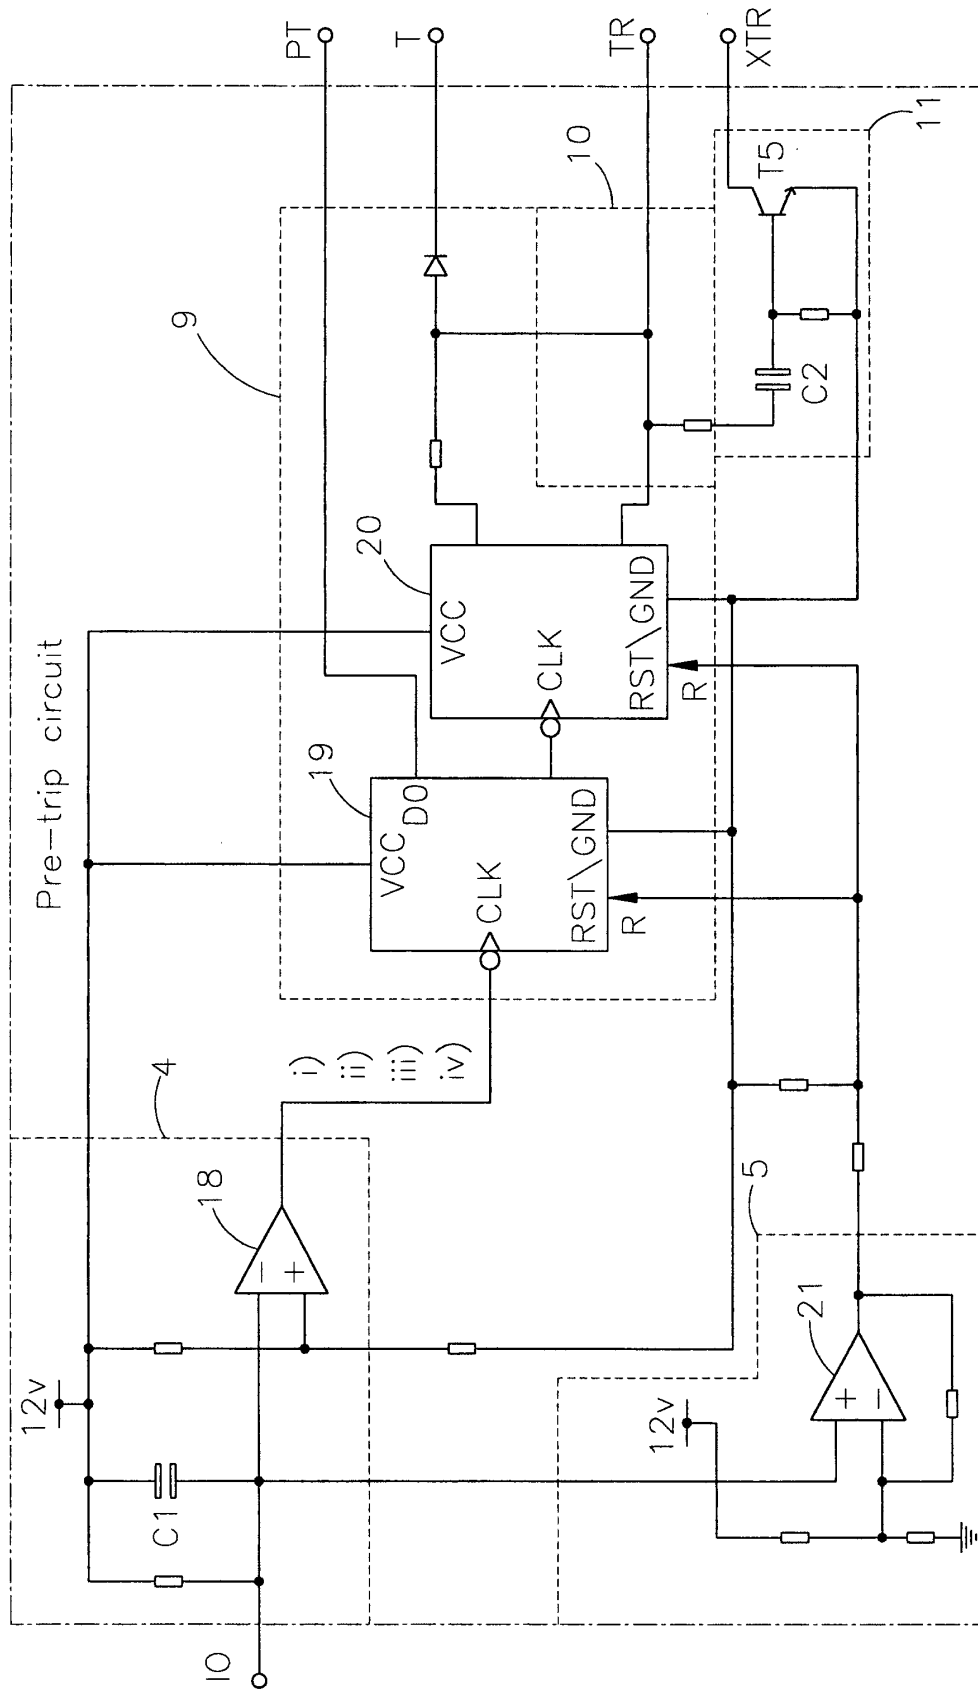 Pre-trip circuit
IO
12v
C1
18
−
+
4
i)
ii)
iii)
iv)
9
19
VCC
DO
CLK
RST\GND
R
20
VCC
CLK
RST\GND
R
10
PT
T
TR
XTR
11
T5
C2
5
12v
21
+
−